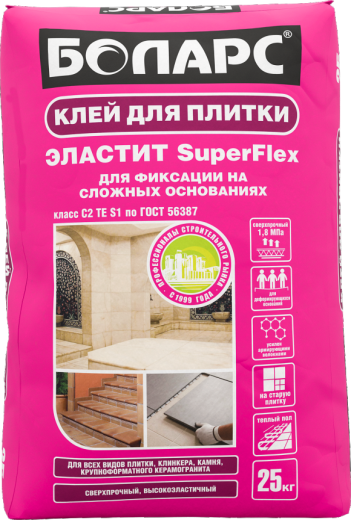 БОЛАРС®
КЛЕЙ ДЛЯ ПЛИТКИ
ЭЛАСТИТ SuperFlex
ДЛЯ ФИКСАЦИИ НА
СЛОЖНЫХ ОСНОВАНИЯХ
класс С2 ТЕ S1 по ГОСТ 56387
ПРОФЕССИОНАЛЫ СТРОИТЕЛЬНОГО РЫНКА
С 1999 ГОДА
сверхпрочный
1,8 МПа
для
деформирующихся
оснований
усилен
армирующими
волокнами
на старую
плитку
теплый пол
ДЛЯ ВСЕХ ВИДОВ ПЛИТКИ, КЛИНКЕРА, КАМНЯ,
КРУПНОФОРМАТНОГО КЕРАМОГРАНИТА
СВЕРХПРОЧНЫЙ, ВЫСОКОЭЛАСТИЧНЫЙ
25кг